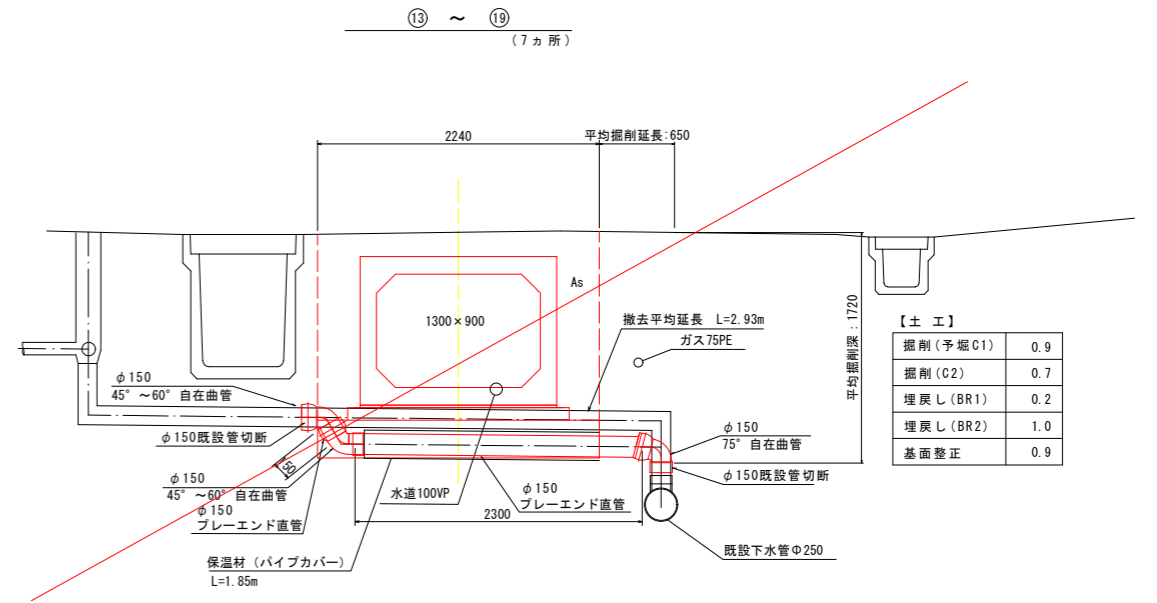 ⑬ ～ ⑲
(7ヵ所)
2240
平均掘削延長:650
As
1300×900
撤去平均延長 L=2.93m
ガス75PE
平均掘削深：1720
【土 工】
掘削(予堀C1) 0.9
掘削(C2) 0.7
埋戻し(BR1) 0.2
埋戻し(BR2) 1.0
基面整正 0.9
φ150
45°～60°自在曲管
φ150既設管切断
φ150
75°自在曲管
φ150既設管切断
50
φ150
45°～60°自在曲管
φ150
プレーエンド直管
水道100VP
φ150
プレーエンド直管
2300
既設下水管Φ250
保温材（パイプカバー）
L=1.85m